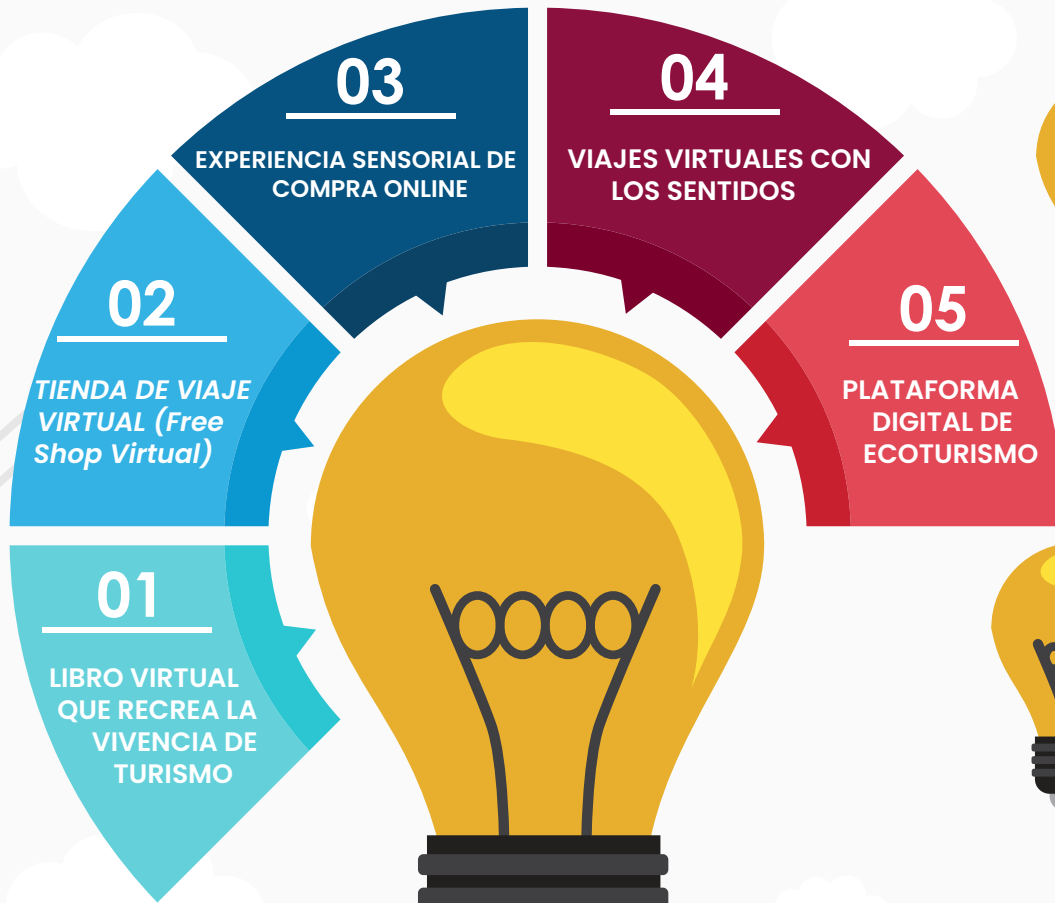 01
LIBRO VIRTUAL
QUE RECREA LA
VIVENCIA DE
TURISMO
02
TIENDA DE VIAJE
VIRTUAL (Free
Shop Virtual)
03
EXPERIENCIA SENSORIAL DE
COMPRA ONLINE
04
VIAJES VIRTUALES CON
LOS SENTIDOS
05
PLATAFORMA
DIGITAL DE
ECOTURISMO